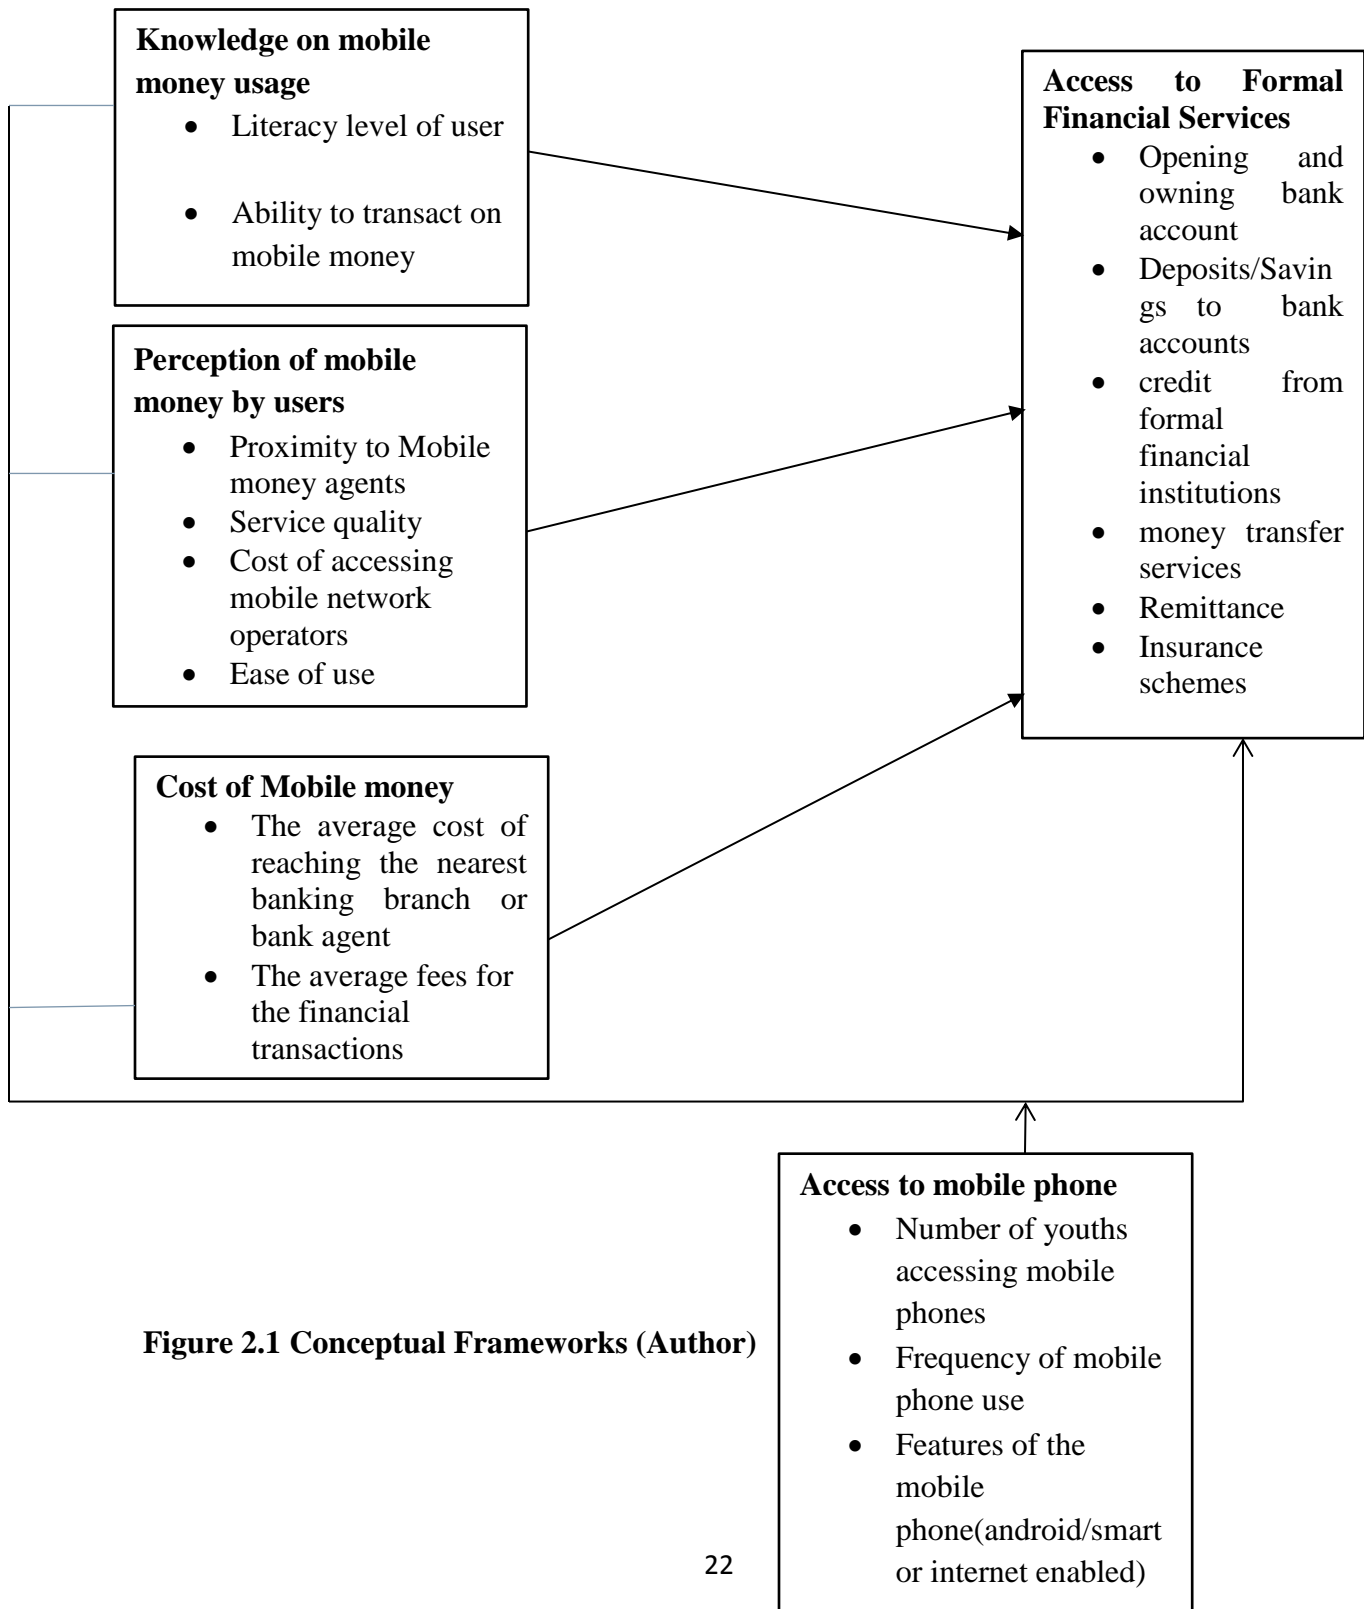 Knowledge on mobile
money usage
• Literacy level of user
• Ability to transact on
mobile money
Perception of mobile
money by users
• Proximity to Mobile
money agents
• Service quality
• Cost of accessing
mobile network
operators
• Ease of use
Cost of Mobile money
• The average cost of
reaching the nearest
banking branch or
bank agent
• The average fees for
the financial
transactions
Access to Formal
Financial Services
• Opening and
owning bank
account
• Deposits/Savin
gs to bank
accounts
• credit from
formal
financial
institutions
• money transfer
services
• Remittance
• Insurance
schemes
Access to mobile phone
• Number of youths
accessing mobile
phones
• Frequency of mobile
phone use
• Features of the
mobile
phone(android/smart
or internet enabled)
Figure 2.1 Conceptual Frameworks (Author)
22